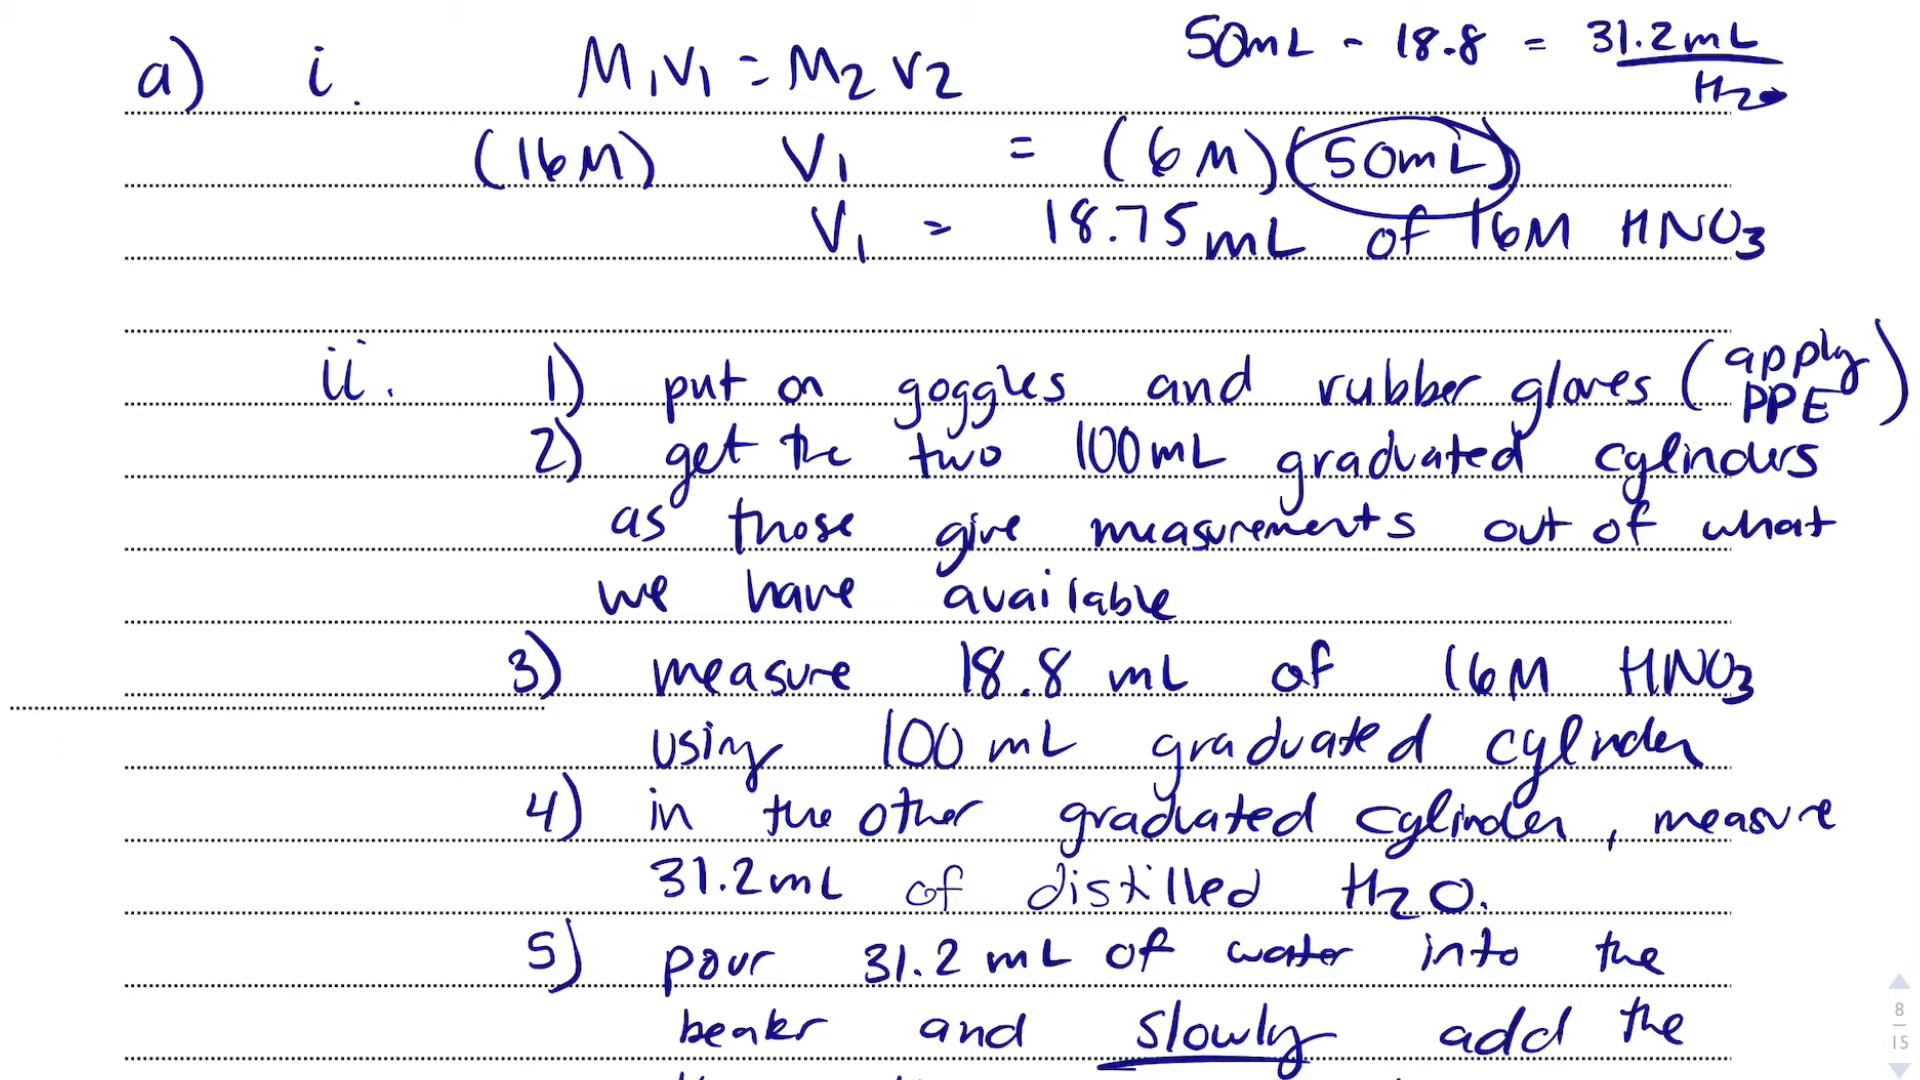 50mL - 18.8 = 31.2mL
H2O
a) i. M1V1 = M2V2
(16M) V1 = (6M)(50mL)
V1 = 18.75mL of 16M HNO3
ii. 1) put on goggles and rubber gloves (apply PPE)
2) get the two 100mL graduated cylinders
as those give measurements out of what
we have available
3) measure 18.8 mL of 16M HNO3
using 100mL graduated cylinder
4) in the other graduated cylinder, measure
31.2mL of distilled H2O.
5) pour 31.2 mL of water into the
beaker and slowly add the
8
15